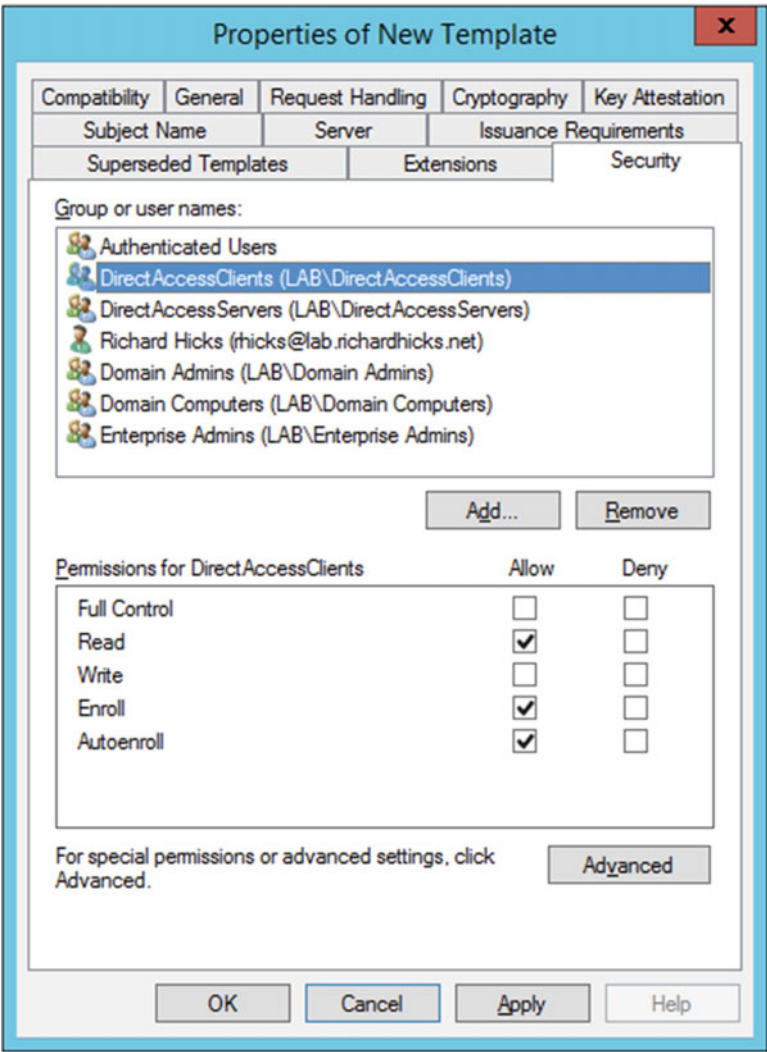 Properties of New Template
x
Compatibility General Request Handling Cryptography Key Attestation
Subject Name Server Issuance Requirements
Superseded Templates Extensions Security
Group or user names:
Authenticated Users
DirectAccessClients (LAB\DirectAccessClients)
DirectAccessServers (LAB\DirectAccessServers)
Richard Hicks (rhicks@lab.richardhicks.net)
Domain Admins (LAB\Domain Admins)
Domain Computers (LAB\Domain Computers)
Enterprise Admins (LAB\Enterprise Admins)
Add... Remove
Permissions for DirectAccessClients Allow Deny
Full Control
Read
Write
Enroll
Autoenroll
For special permissions or advanced settings, click
Advanced.
Advanced
OK Cancel Apply Help